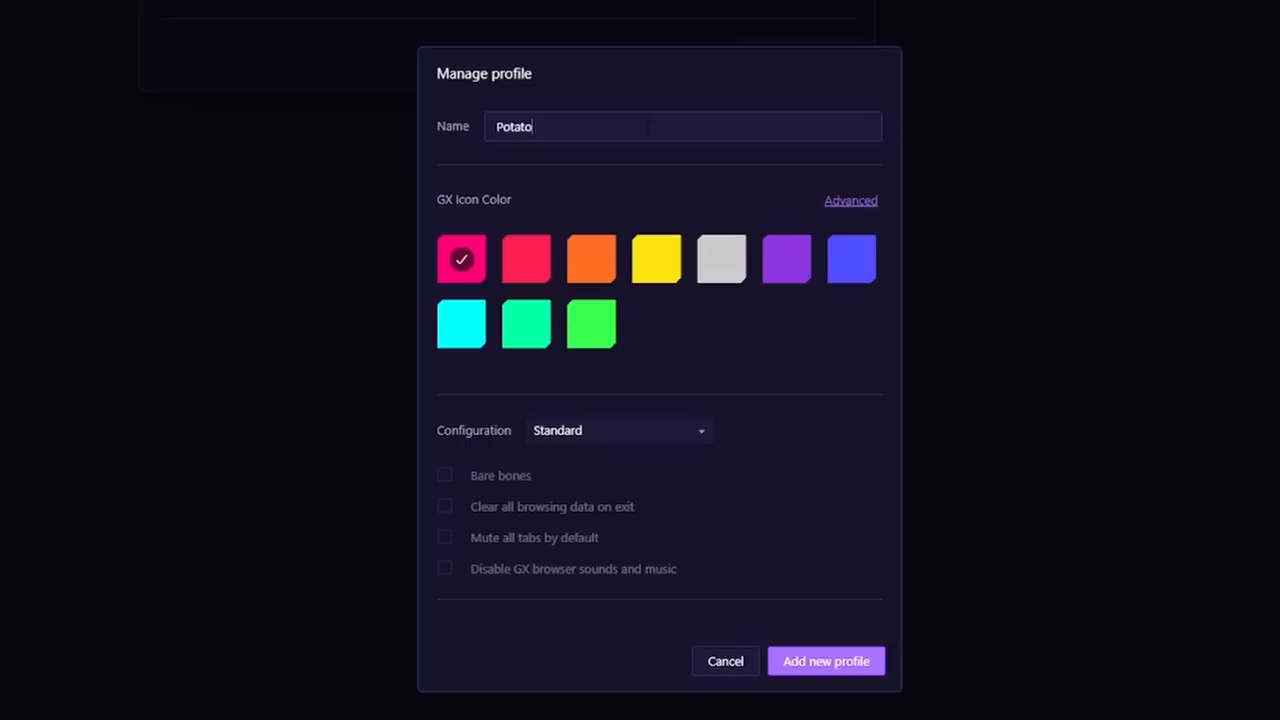 Manage profile
Name Potato
GX Icon Color Advanced
Configuration Standard
Bare bones
Clear all browsing data on exit
Mute all tabs by default
Disable GX browser sounds and music
Cancel Add new profile